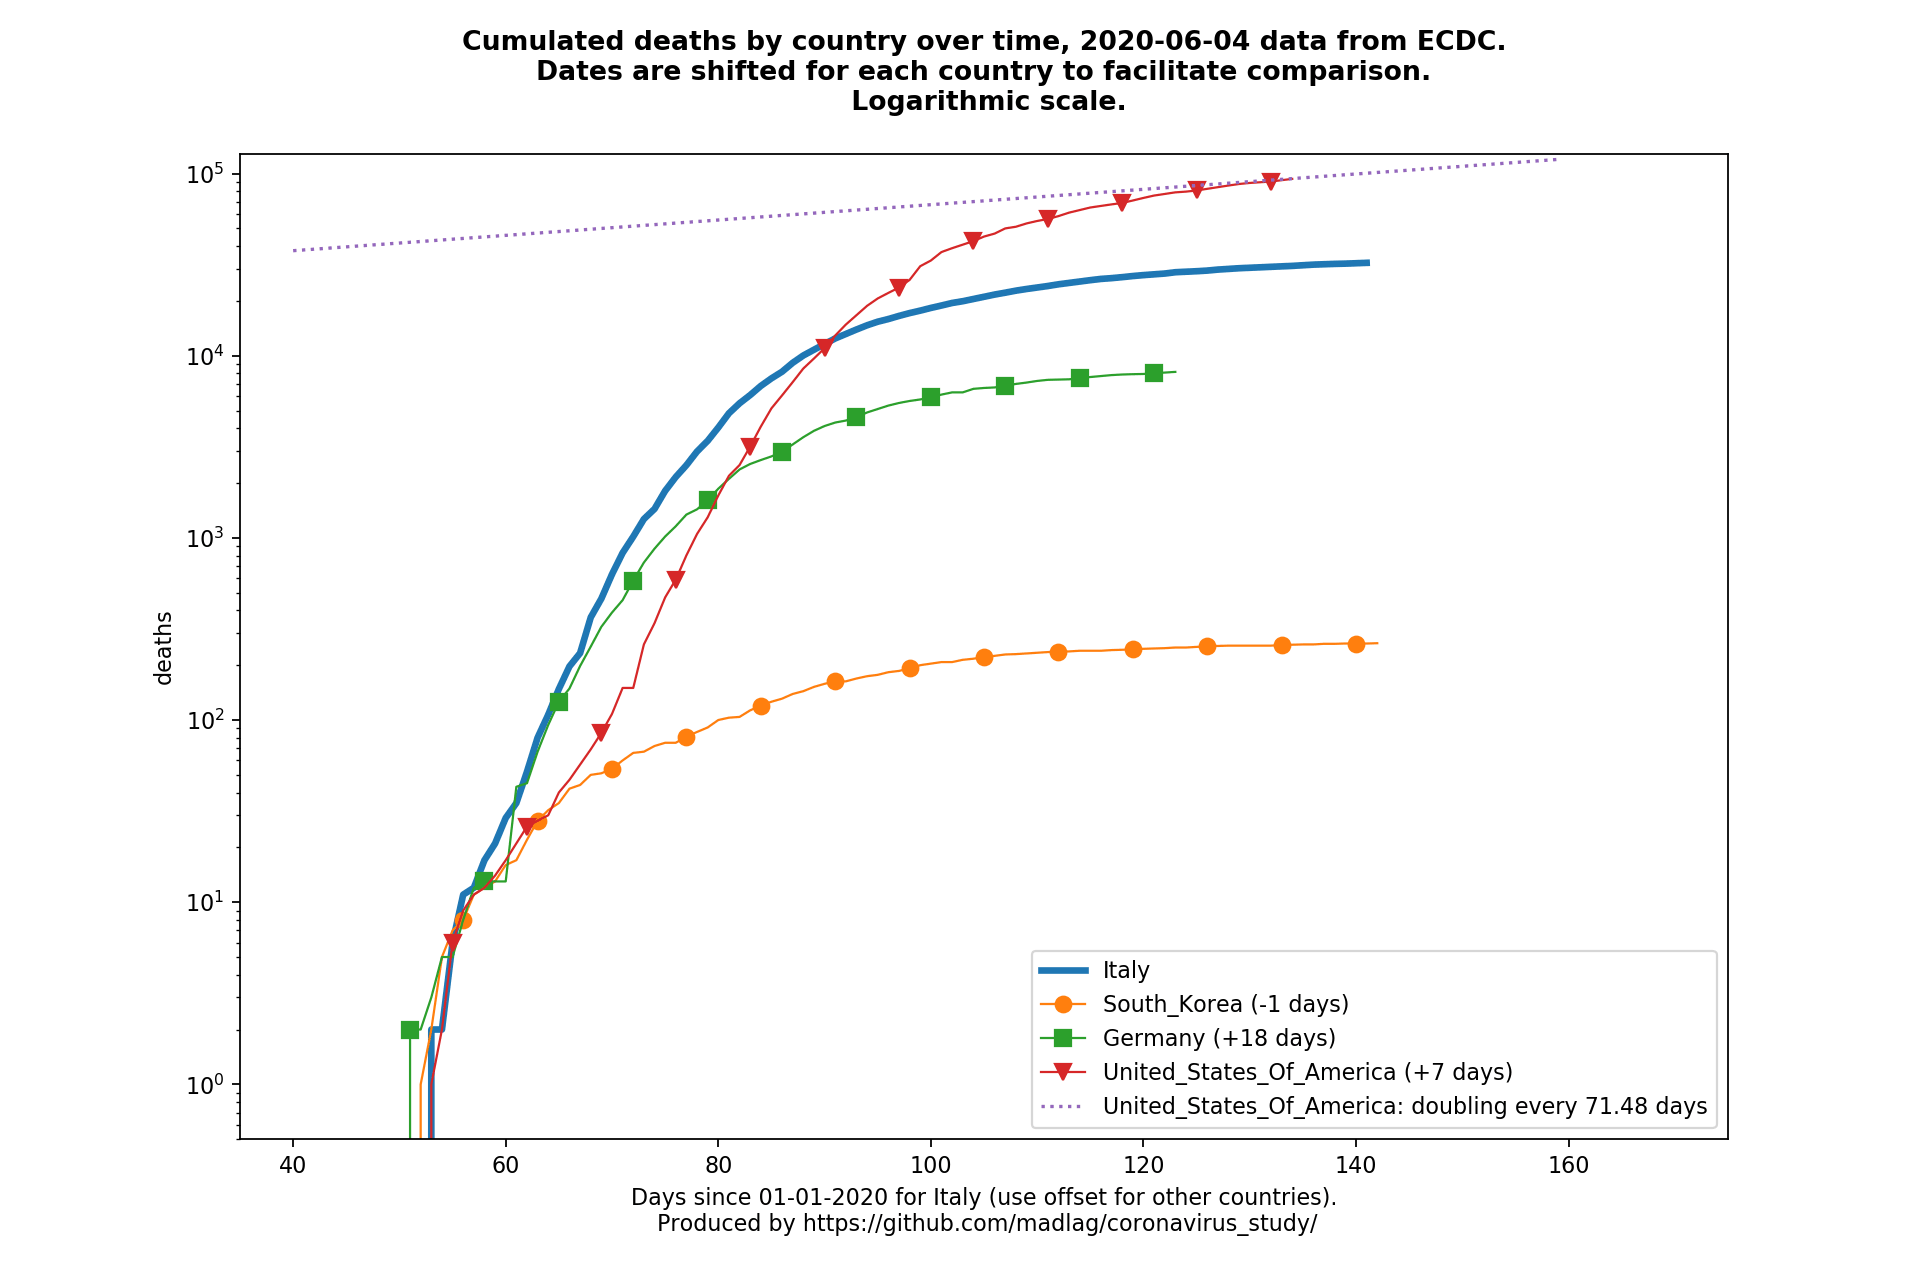 Cumulated deaths by country over time, 2020-06-04 data from ECDC.
Dates are shifted for each country to facilitate comparison.
Logarithmic scale.
10^5
10^4
10^3
10^2
10^1
10^0
deaths
Italy
South_Korea (-1 days)
Germany (+18 days)
United_States_Of_America (+7 days)
United_States_Of_America: doubling every 71.48 days
40 60 80 100 120 140 160
Days since 01-01-2020 for Italy (use offset for other countries).
Produced by https://github.com/madlag/coronavirus_study/